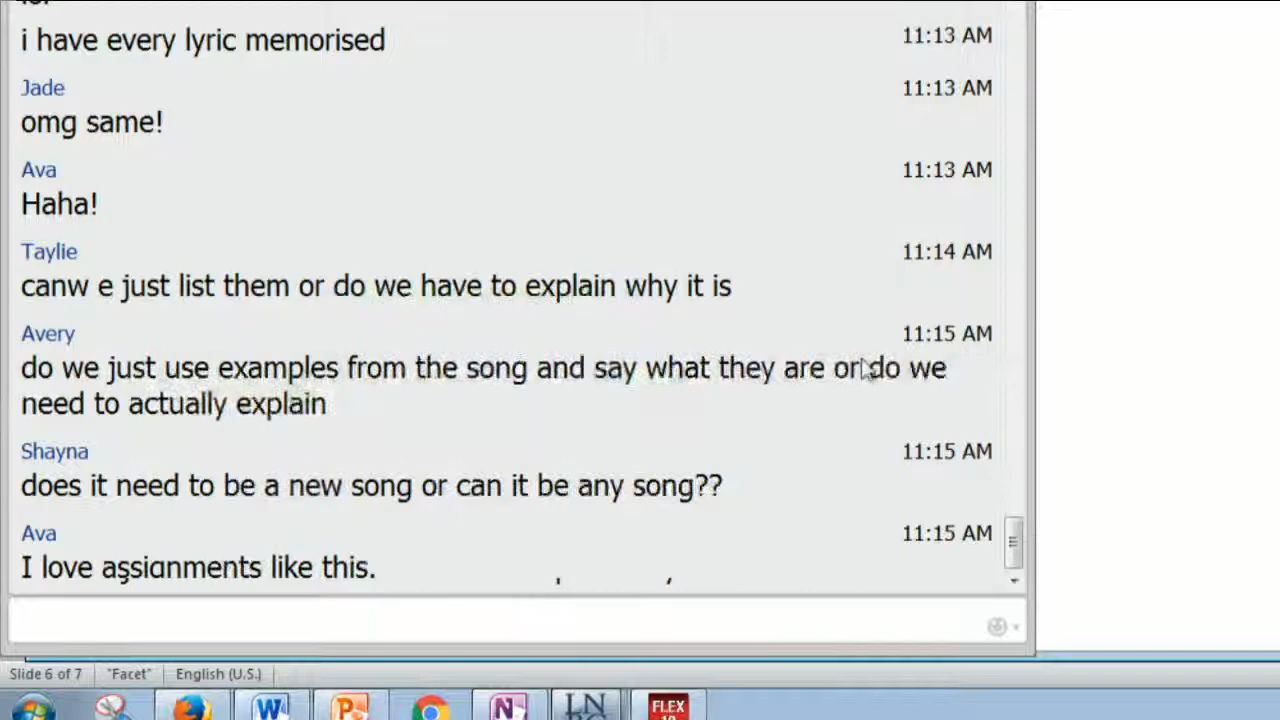 i have every lyric memorised 11:13 AM
Jade 11:13 AM
omg same!
Ava 11:13 AM
Haha!
Taylie 11:14 AM
canw e just list them or do we have to explain why it is
Avery 11:15 AM
do we just use examples from the song and say what they are or do we
need to actually explain
Shayna 11:15 AM
does it need to be a new song or can it be any song??
Ava 11:15 AM
I love assignments like this.
Slide 6 of 7 "Facet" English (U.S.)
W P N LN FLEX